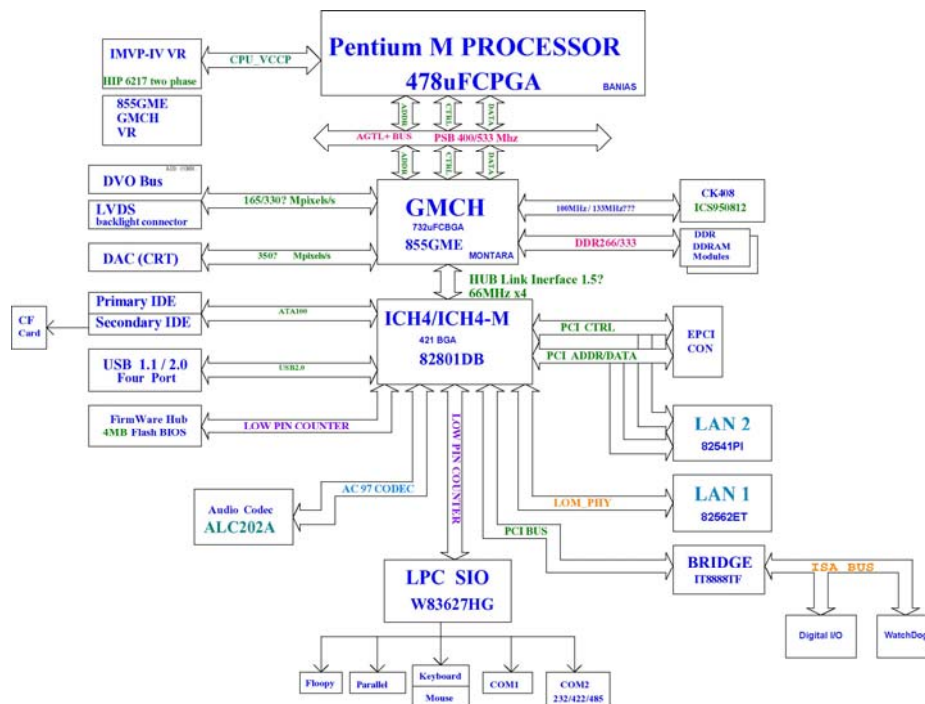 IMVP-IV VR
HIP 6217 two phase
CPU_VCCP
Pentium M PROCESSOR
478uFCPGA
BANIAS
855GME
GMCH
VR
ADDR
CTRL
DATA
AGTL+ BUS
PSB 400/533 Mhz
ADDR
CTRL
DATA
DVO Bus
LVDS
backlight connector
165/330? Mpixels/s
GMCH
732uFCBGA
855GME
MONTARA
100MHz / 133MHz???
CK408
ICS950812
DAC (CRT)
350? Mpixels/s
DDR266/333
DDR
DDRAM
Modules
HUB Link Inerface 1.5?
66MHz x4
CF
Card
Primary IDE
Secondary IDE
ATA100
ICH4/ICH4-M
421 BGA
82801DB
PCI CTRL
PCI ADDR/DATA
EPCI
CON
USB 1.1 / 2.0
Four Port
USB2.0
FirmWare Hub
4MB Flash BIOS
LOW PIN COUNTER
LOW PIN COUNTER
LAN 2
82541PI
Audio Codec
ALC202A
AC 97 CODEC
LOM_PHY
LAN 1
82562ET
PCI BUS
BRIDGE
IT8888TF
ISA BUS
LPC SIO
W83627HG
Digital I/O
WatchDog
Floopy
Parallel
Keyboard
Mouse
COM1
COM2
232/422/485